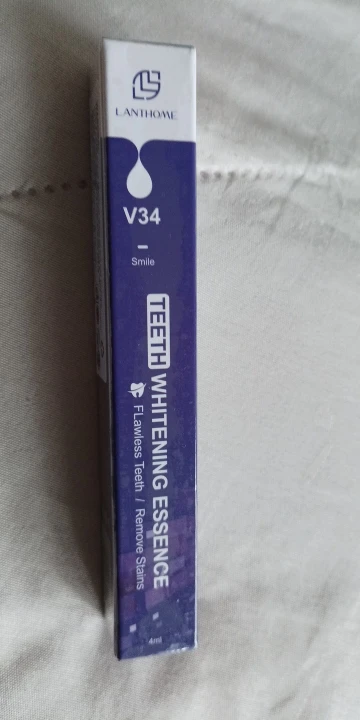 LANTHOME
V34
Smile
TEETH WHITENING ESSENCE
FLawless Teeth / Remove Stains
4ml